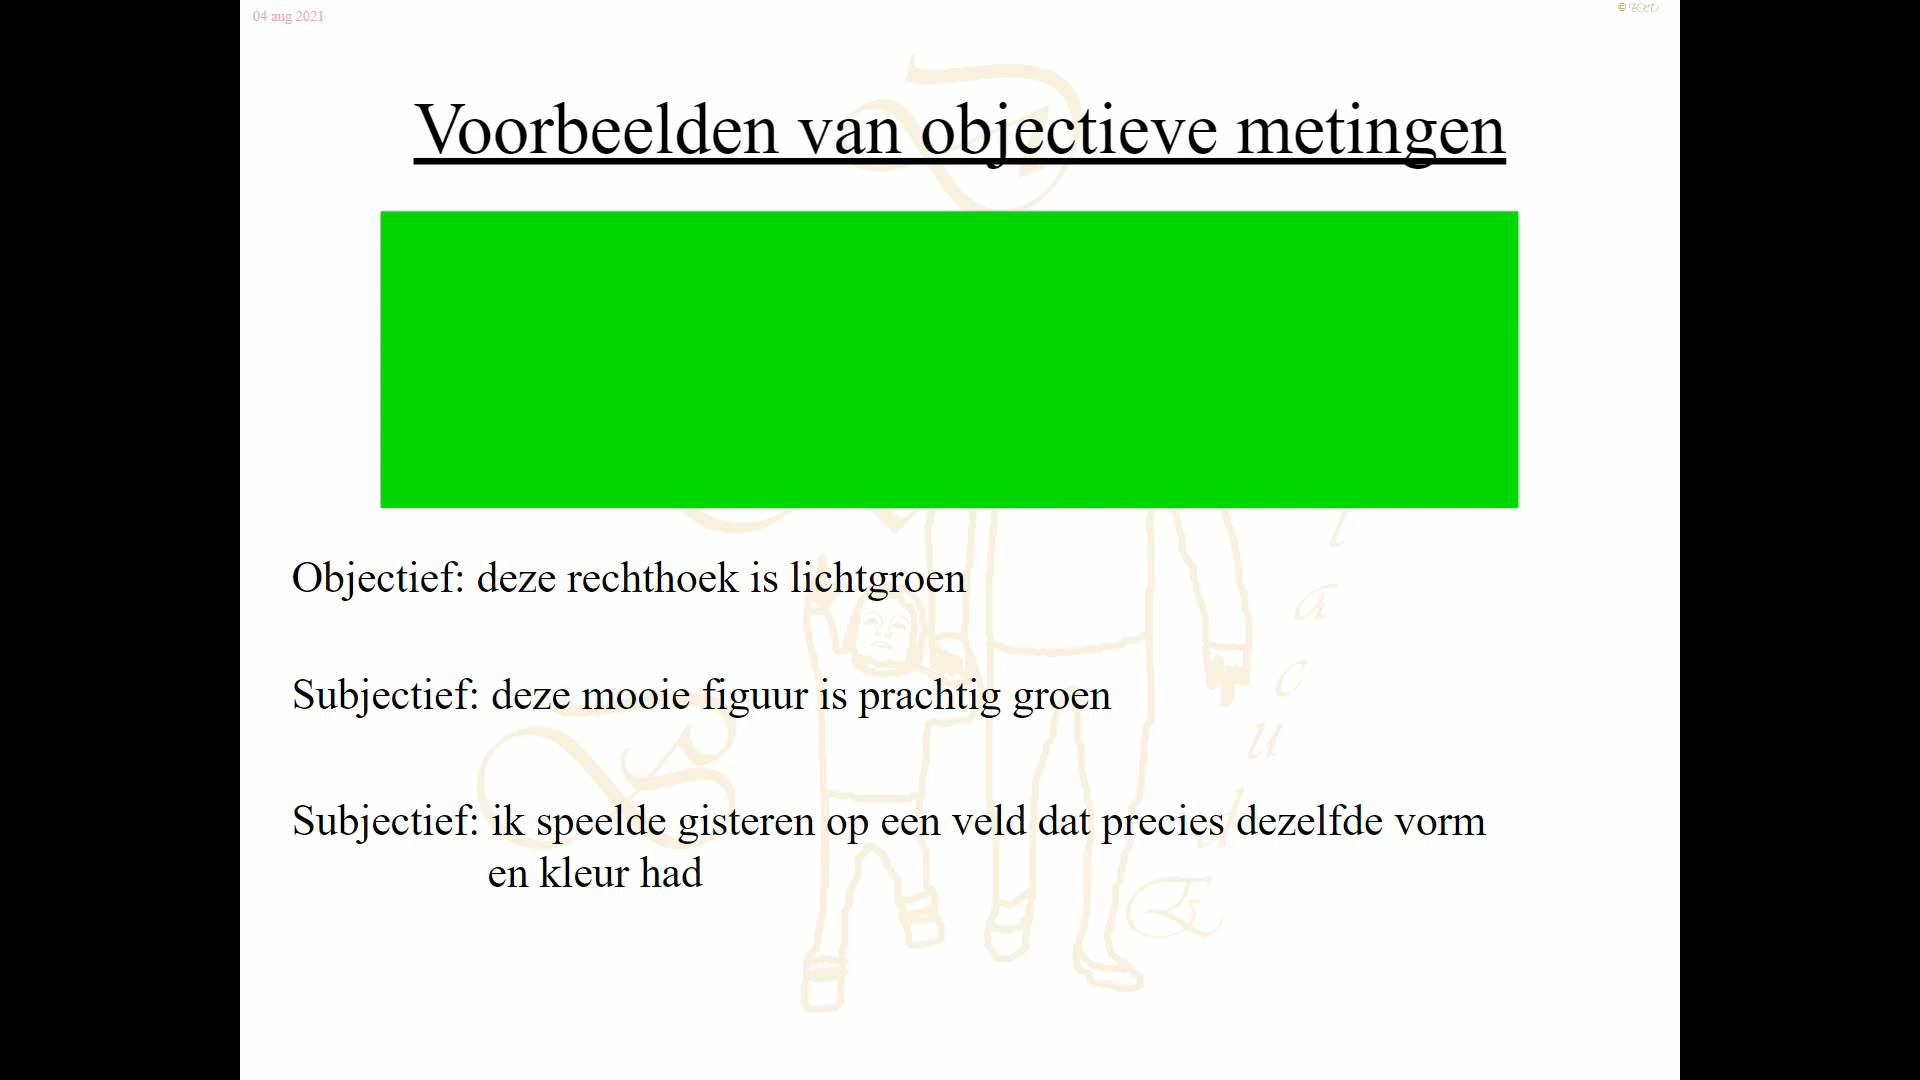 04 aug 2021
© BKO
Voorbeelden van objectieve metingen
Objectief: deze rechthoek is lichtgroen
Subjectief: deze mooie figuur is prachtig groen
Subjectief: ik speelde gisteren op een veld dat precies dezelfde vorm
en kleur had